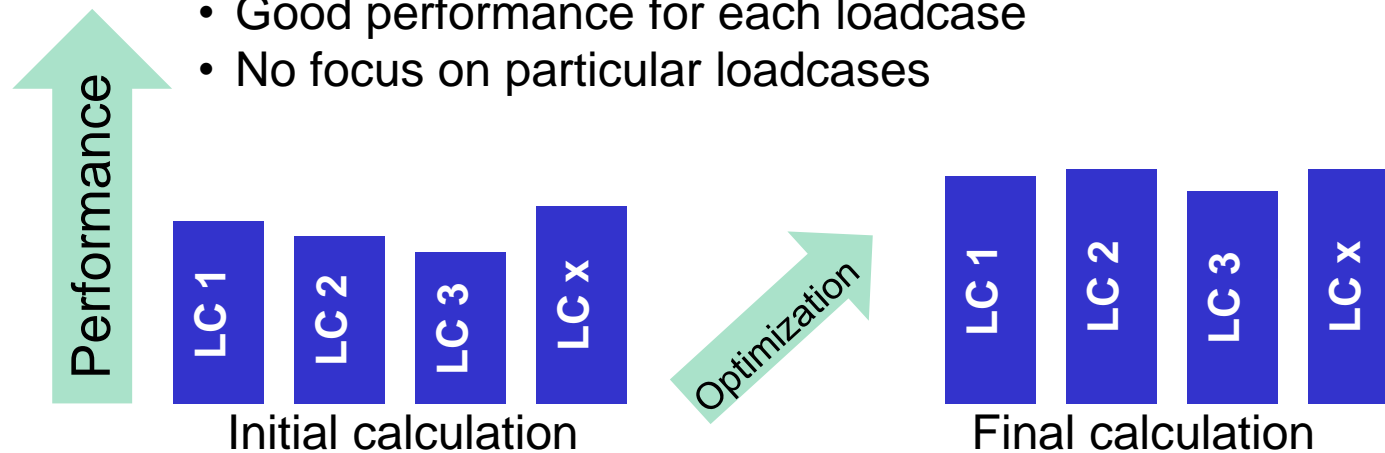 • Good performance for each loadcase
• No focus on particular loadcases
Performance
LC 1
LC 2
LC 3
LC x
Optimization
LC 1
LC 2
LC 3
LC x
Initial calculation
Final calculation